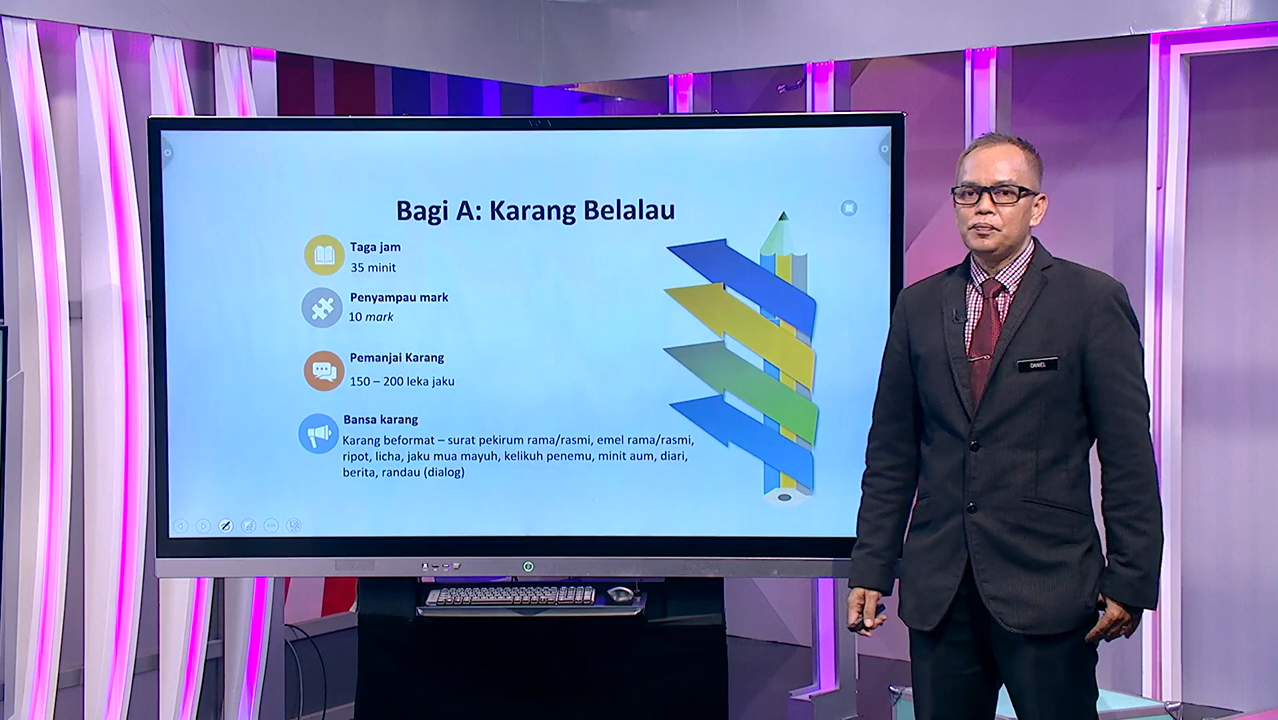 Bagi A: Karang Belalau
Taga jam
35 minit
Penyampau mark
10 mark
Pemanjai Karang
150 – 200 leka jaku
Bansa karang
Karang beformat – surat pekirum rama/rasmi, emel rama/rasmi,
ripot, licha, jaku mua mayuh, kelikuh penemu, minit aum, diari,
berita, randau (dialog)
DANIEL